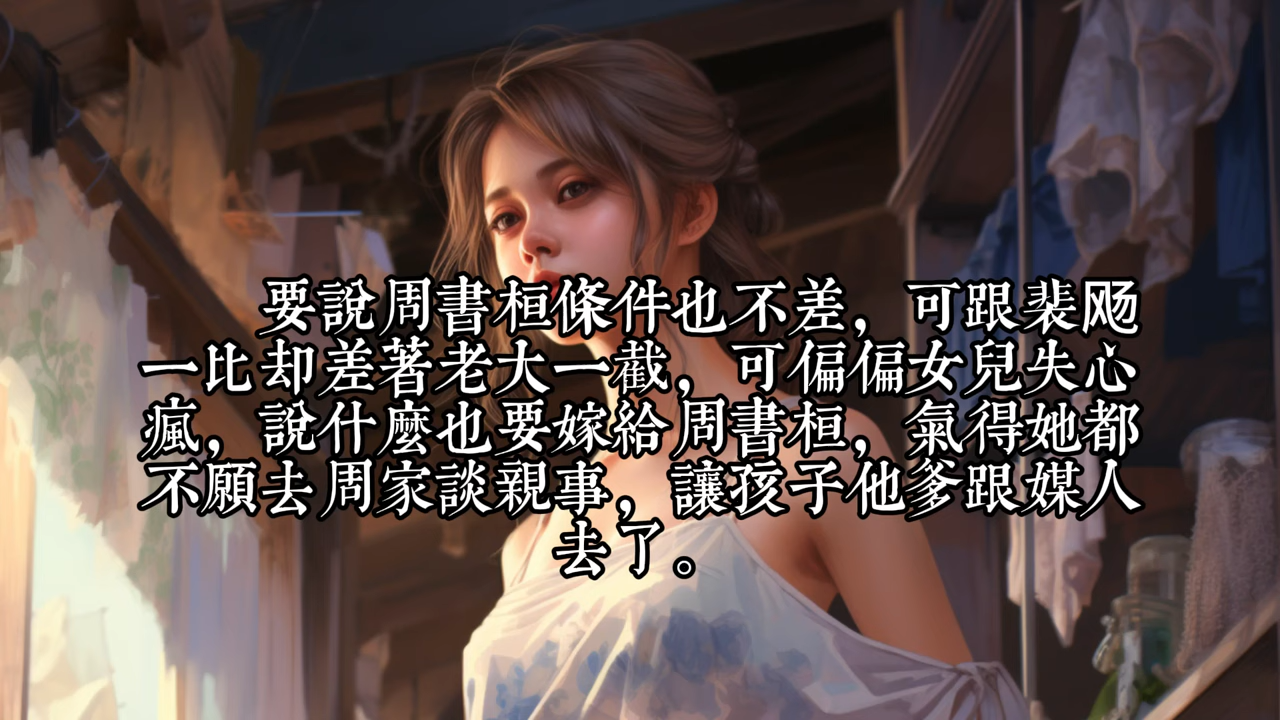 要說周書桓條件也不差，可跟裴飏
一比却差著老大一截，可偏偏女兒失心
瘋，說什麼也要嫁給周書桓，氣得她都
不願去周家談親事，讓孩子他爹跟媒人
去了。